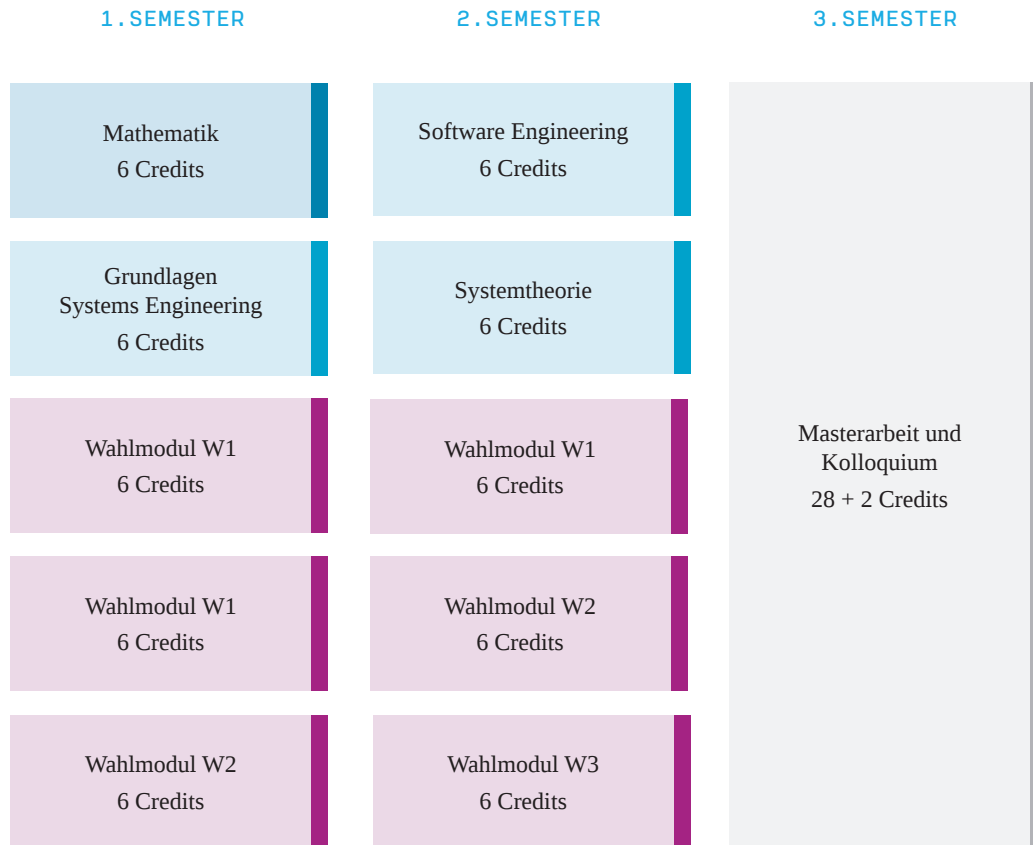 1.SEMESTER
2.SEMESTER
3.SEMESTER
Mathematik
6 Credits
Grundlagen
Systems Engineering
6 Credits
Wahlmodul W1
6 Credits
Wahlmodul W1
6 Credits
Wahlmodul W2
6 Credits
Software Engineering
6 Credits
Systemtheorie
6 Credits
Wahlmodul W1
6 Credits
Wahlmodul W2
6 Credits
Wahlmodul W3
6 Credits
Masterarbeit und
Kolloquium
28 + 2 Credits